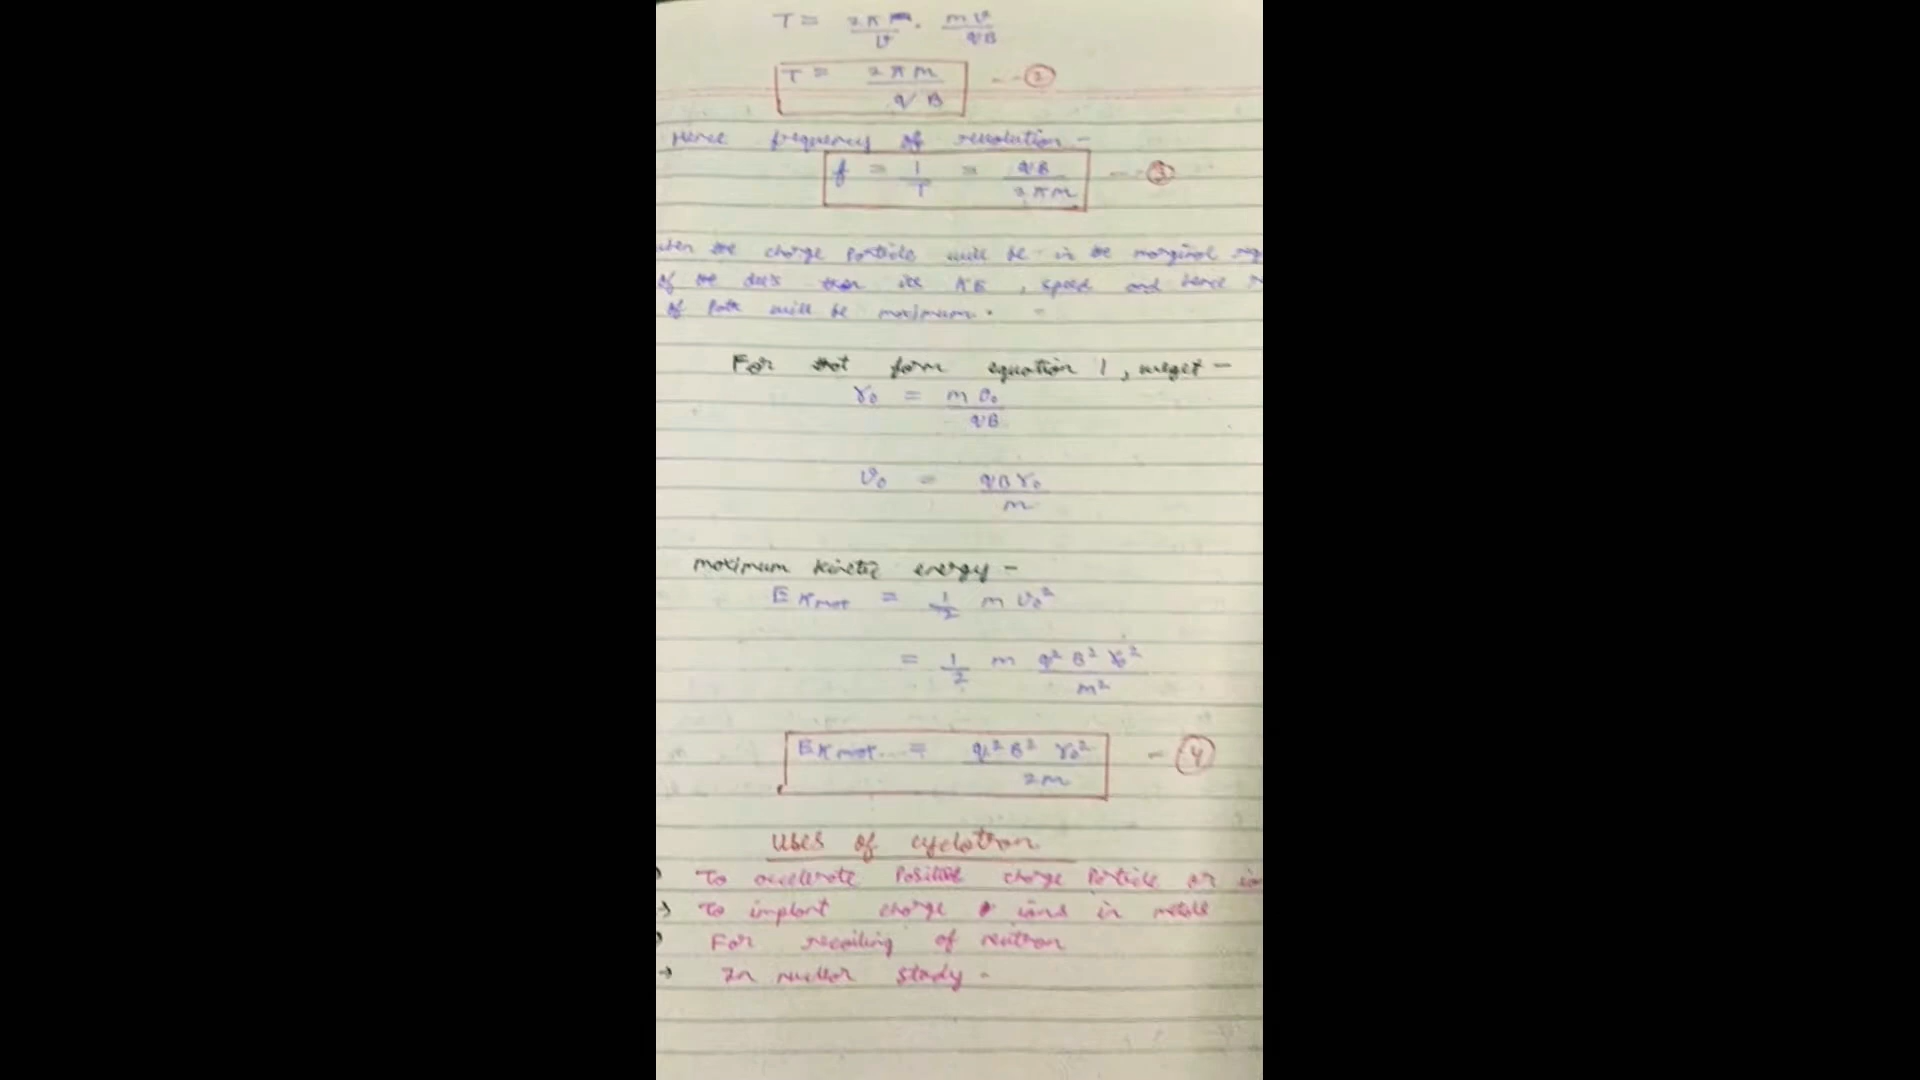 T = 2πm/v · mv/qB
T = 2πm/qB --②
Hence frequency of revolution -
f = 1/T = qB/2πm --③
when the charge particle will be in the marginal
of the dees then its KE, speed and hence
of path will be maximum.
For that form equation 1, we get -
r₀ = mv₀/qB
v₀ = qBr₀/m
maximum kinetic energy -
EKmax = 1/2 m v₀²
= 1/2 m q²B²r₀²/m²
EKmax = q²B² r₀²/2m - ④
Uses of cyclotron
To accelerate Positive charge Particle or
→ To implant charge ions in metals
For recoiling of neutron
→ In nuclear study -